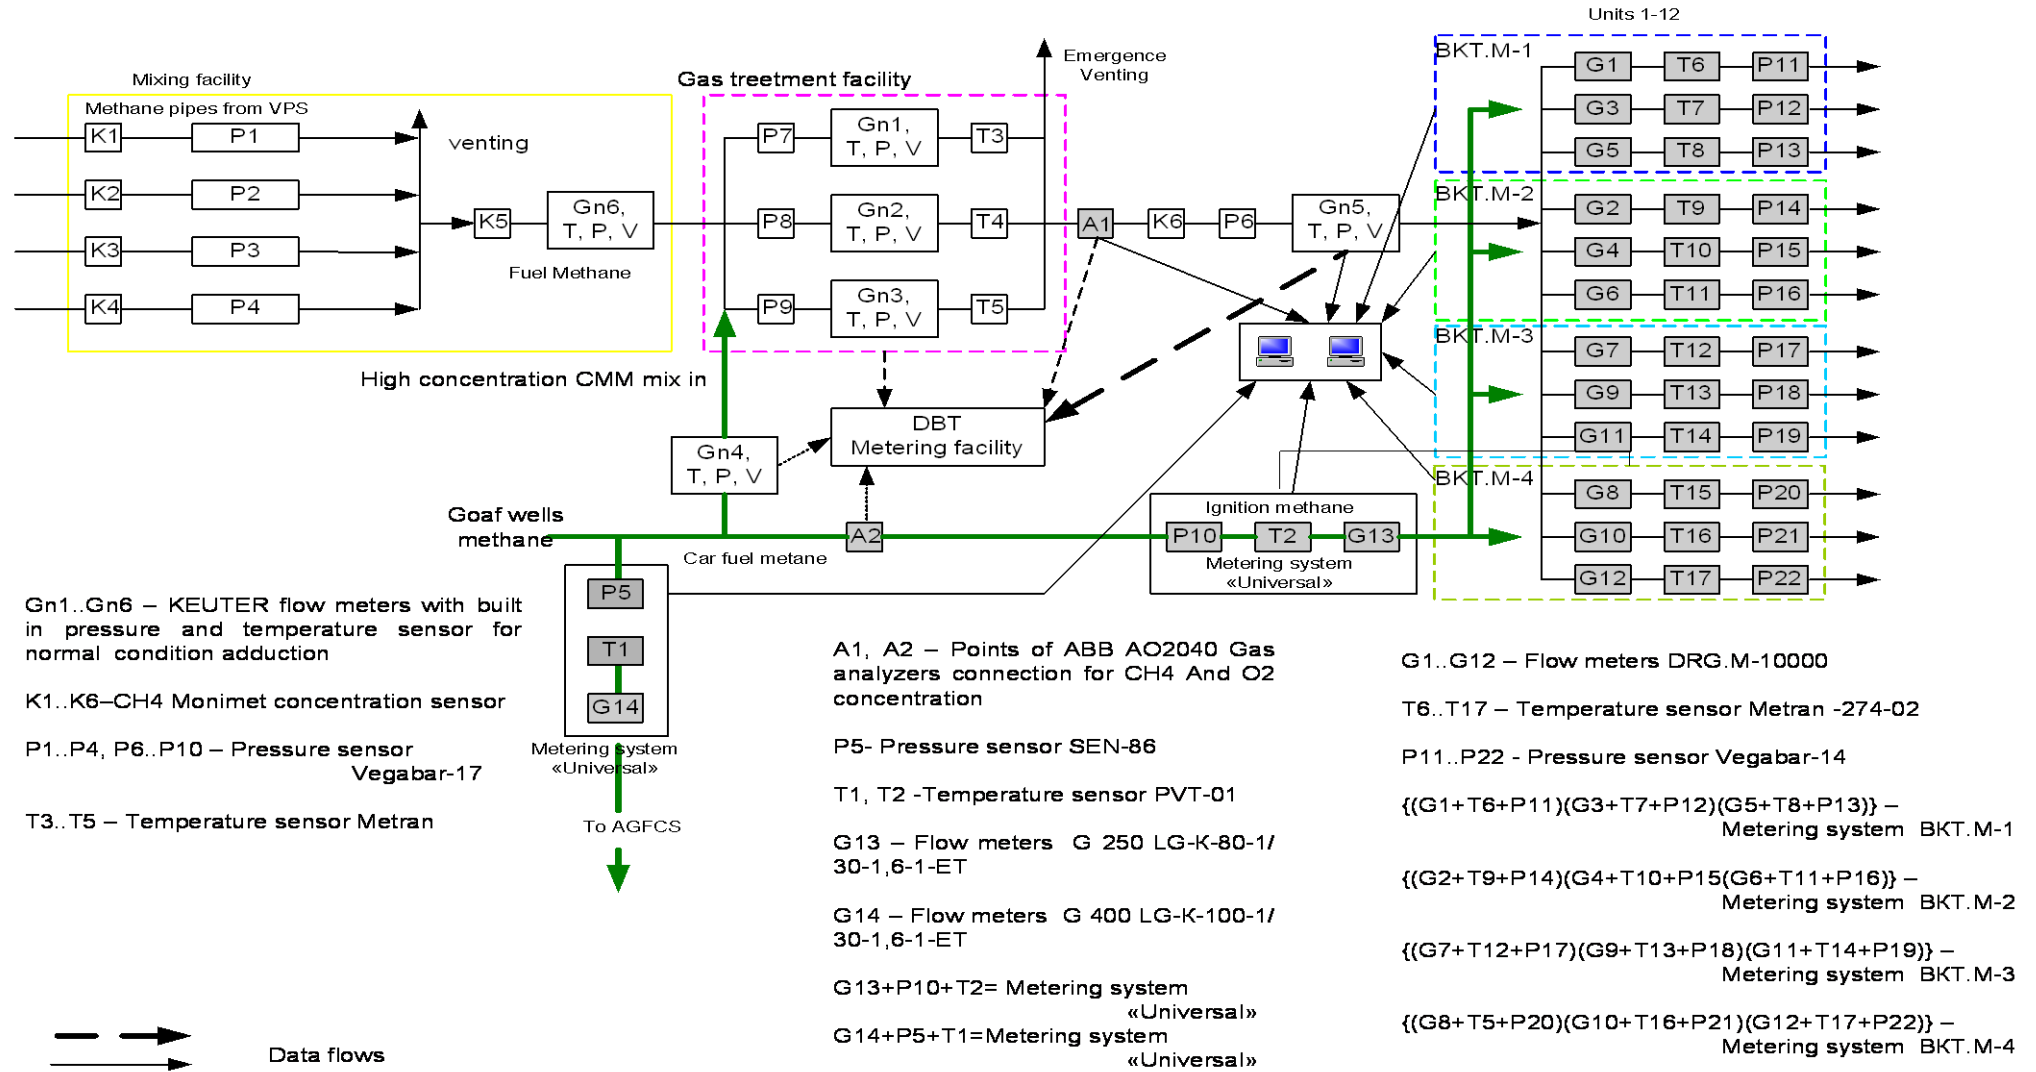 Units 1-12
Mixing facility
Methane pipes from VPS
K1 P1
K2 P2
K3 P3
K4 P4
venting
K5
Gn6,
T, P, V
Fuel Methane
Gas treetment facility
P7
Gn1,
T, P, V
T3
P8
Gn2,
T, P, V
T4
P9
Gn3,
T, P, V
T5
Emergence
Venting
A1
K6
P6
Gn5,
T, P, V
High concentration CMM mix in
DBT
Metering facility
Gn4,
T, P, V
Goaf wells
methane
Car fuel metane
A2
Ignition methane
P10 T2 G13
Metering system
«Universal»
P5
T1
G14
Metering system
«Universal»
To AGFCS
BKT.M-1
G1 T6 P11
G3 T7 P12
G5 T8 P13
BKT.M-2
G2 T9 P14
G4 T10 P15
G6 T11 P16
BKT.M-3
G7 T12 P17
G9 T13 P18
G11 T14 P19
BKT.M-4
G8 T15 P20
G10 T16 P21
G12 T17 P22
Gn1..Gn6 – KEUTER flow meters with built
in pressure and temperature sensor for
normal condition adduction
K1..K6–CH4 Monimet concentration sensor
P1..P4, P6..P10 – Pressure sensor
Vegabar-17
T3..T5 – Temperature sensor Metran
Data flows
A1, A2 – Points of ABB AO2040 Gas
analyzers connection for CH4 And O2
concentration
P5- Pressure sensor SEN-86
T1, T2 -Temperature sensor PVT-01
G13 – Flow meters G 250 LG-K-80-1/
30-1,6-1-ET
G14 – Flow meters G 400 LG-K-100-1/
30-1,6-1-ET
G13+P10+T2= Metering system
«Universal»
G14+P5+T1=Metering system
«Universal»
G1..G12 – Flow meters DRG.M-10000
T6..T17 – Temperature sensor Metran -274-02
P11..P22 - Pressure sensor Vegabar-14
{(G1+T6+P11)(G3+T7+P12)(G5+T8+P13)} –
Metering system BKT.M-1
{(G2+T9+P14)(G4+T10+P15(G6+T11+P16)} –
Metering system BKT.M-2
{(G7+T12+P17)(G9+T13+P18)(G11+T14+P19)} –
Metering system BKT.M-3
{(G8+T5+P20)(G10+T16+P21)(G12+T17+P22)} –
Metering system BKT.M-4